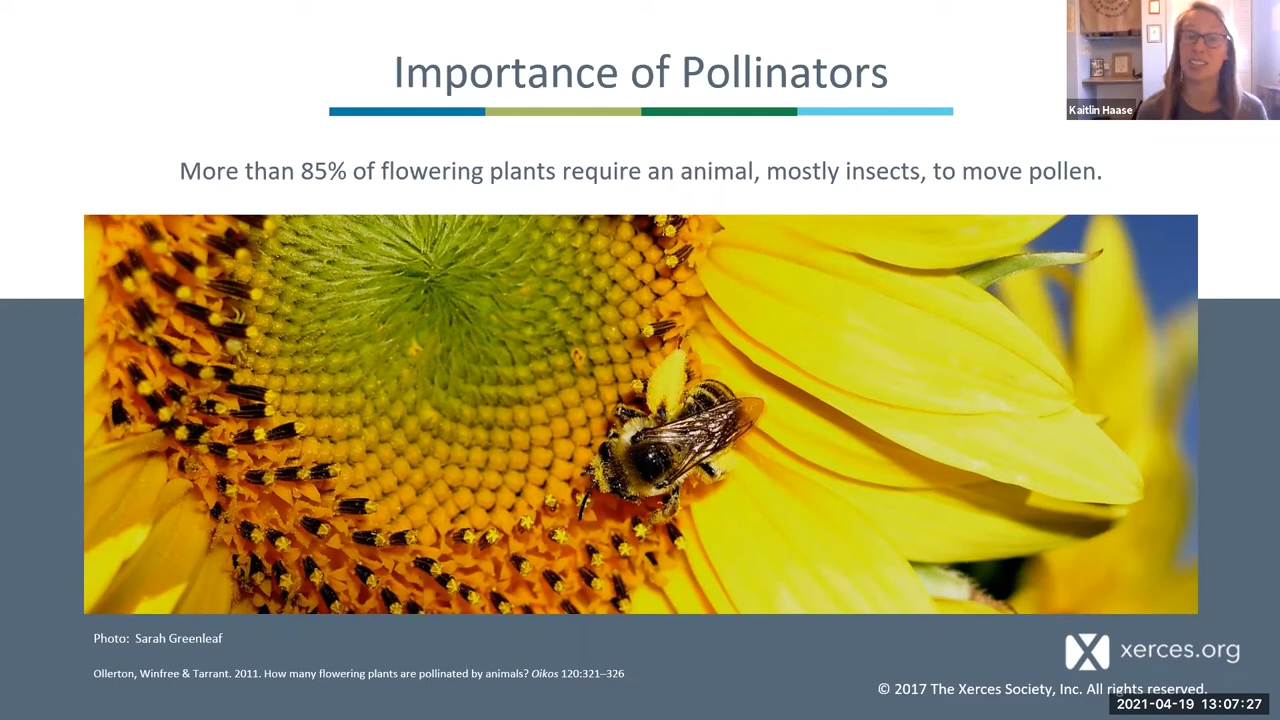 Importance of Pollinators
Kaitlin Haase
More than 85% of flowering plants require an animal, mostly insects, to move pollen.
Photo: Sarah Greenleaf
Ollerton, Winfree & Tarrant. 2011. How many flowering plants are pollinated by animals? Oikos 120:321–326
xerces.org
© 2017 The Xerces Society, Inc. All rights reserved.
2021-04-19 13:07:27